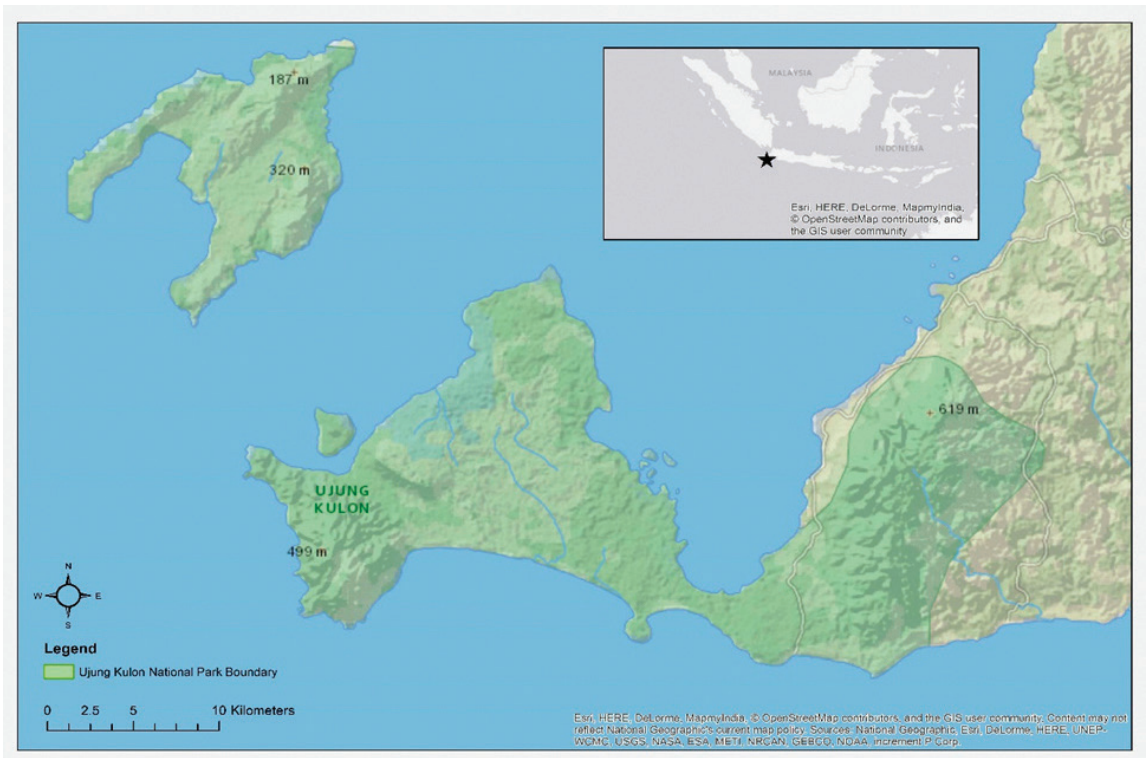 187 m
320 m
MALAYSIA
INDONESIA
Esri, HERE, DeLorme, MapmyIndia,
© OpenStreetMap contributors, and
the GIS user community
619 m
UJUNG
KULON
499 m
N
W E
S
Legend
Ujung Kulon National Park Boundary
0 2.5 5 10 Kilometers
Esri, HERE, DeLorme, MapmyIndia, © OpenStreetMap contributors, and the GIS user community, Content may not
reflect National Geographic's current map policy. Sources: National Geographic, Esri, DeLorme, HERE, UNEP-
WCMC, USGS, NASA, ESA, METI, NRCAN, GEBCO, NOAA, increment P Corp.